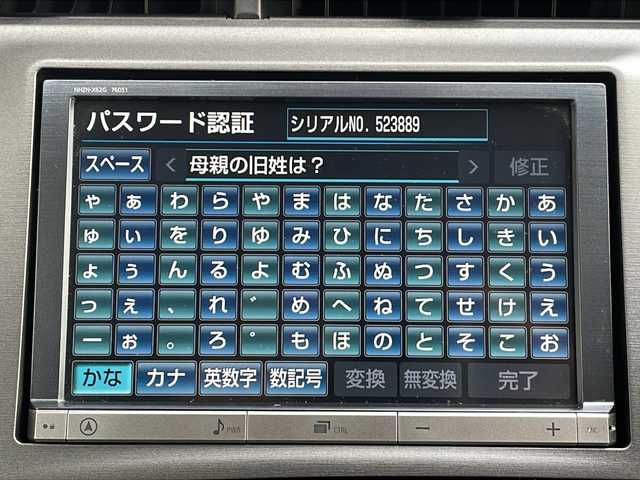 NHZN-X62G 76031
パスワード認証 シリアルNO. 523889
スペース < 母親の旧姓は? > 修正
ゃ ぁ わ ら や ま は な た さ か あ
ゅ ぃ を り ゆ み ひ に ち し き い
ょ ぅ ん る よ む ふ ぬ つ す く う
っ ぇ 、 れ ゛ め へ ね て せ け え
ー ぉ 。 ろ ゜ も ほ の と そ こ お
かな カナ 英数字 数記号 変換 無変換 完了
PWR CTRL − +